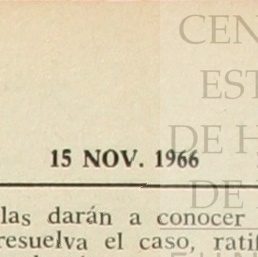 CEN
EST
15 NOV. 1966
DE H
DE
las darán a conocer
resuelva el caso, ratif